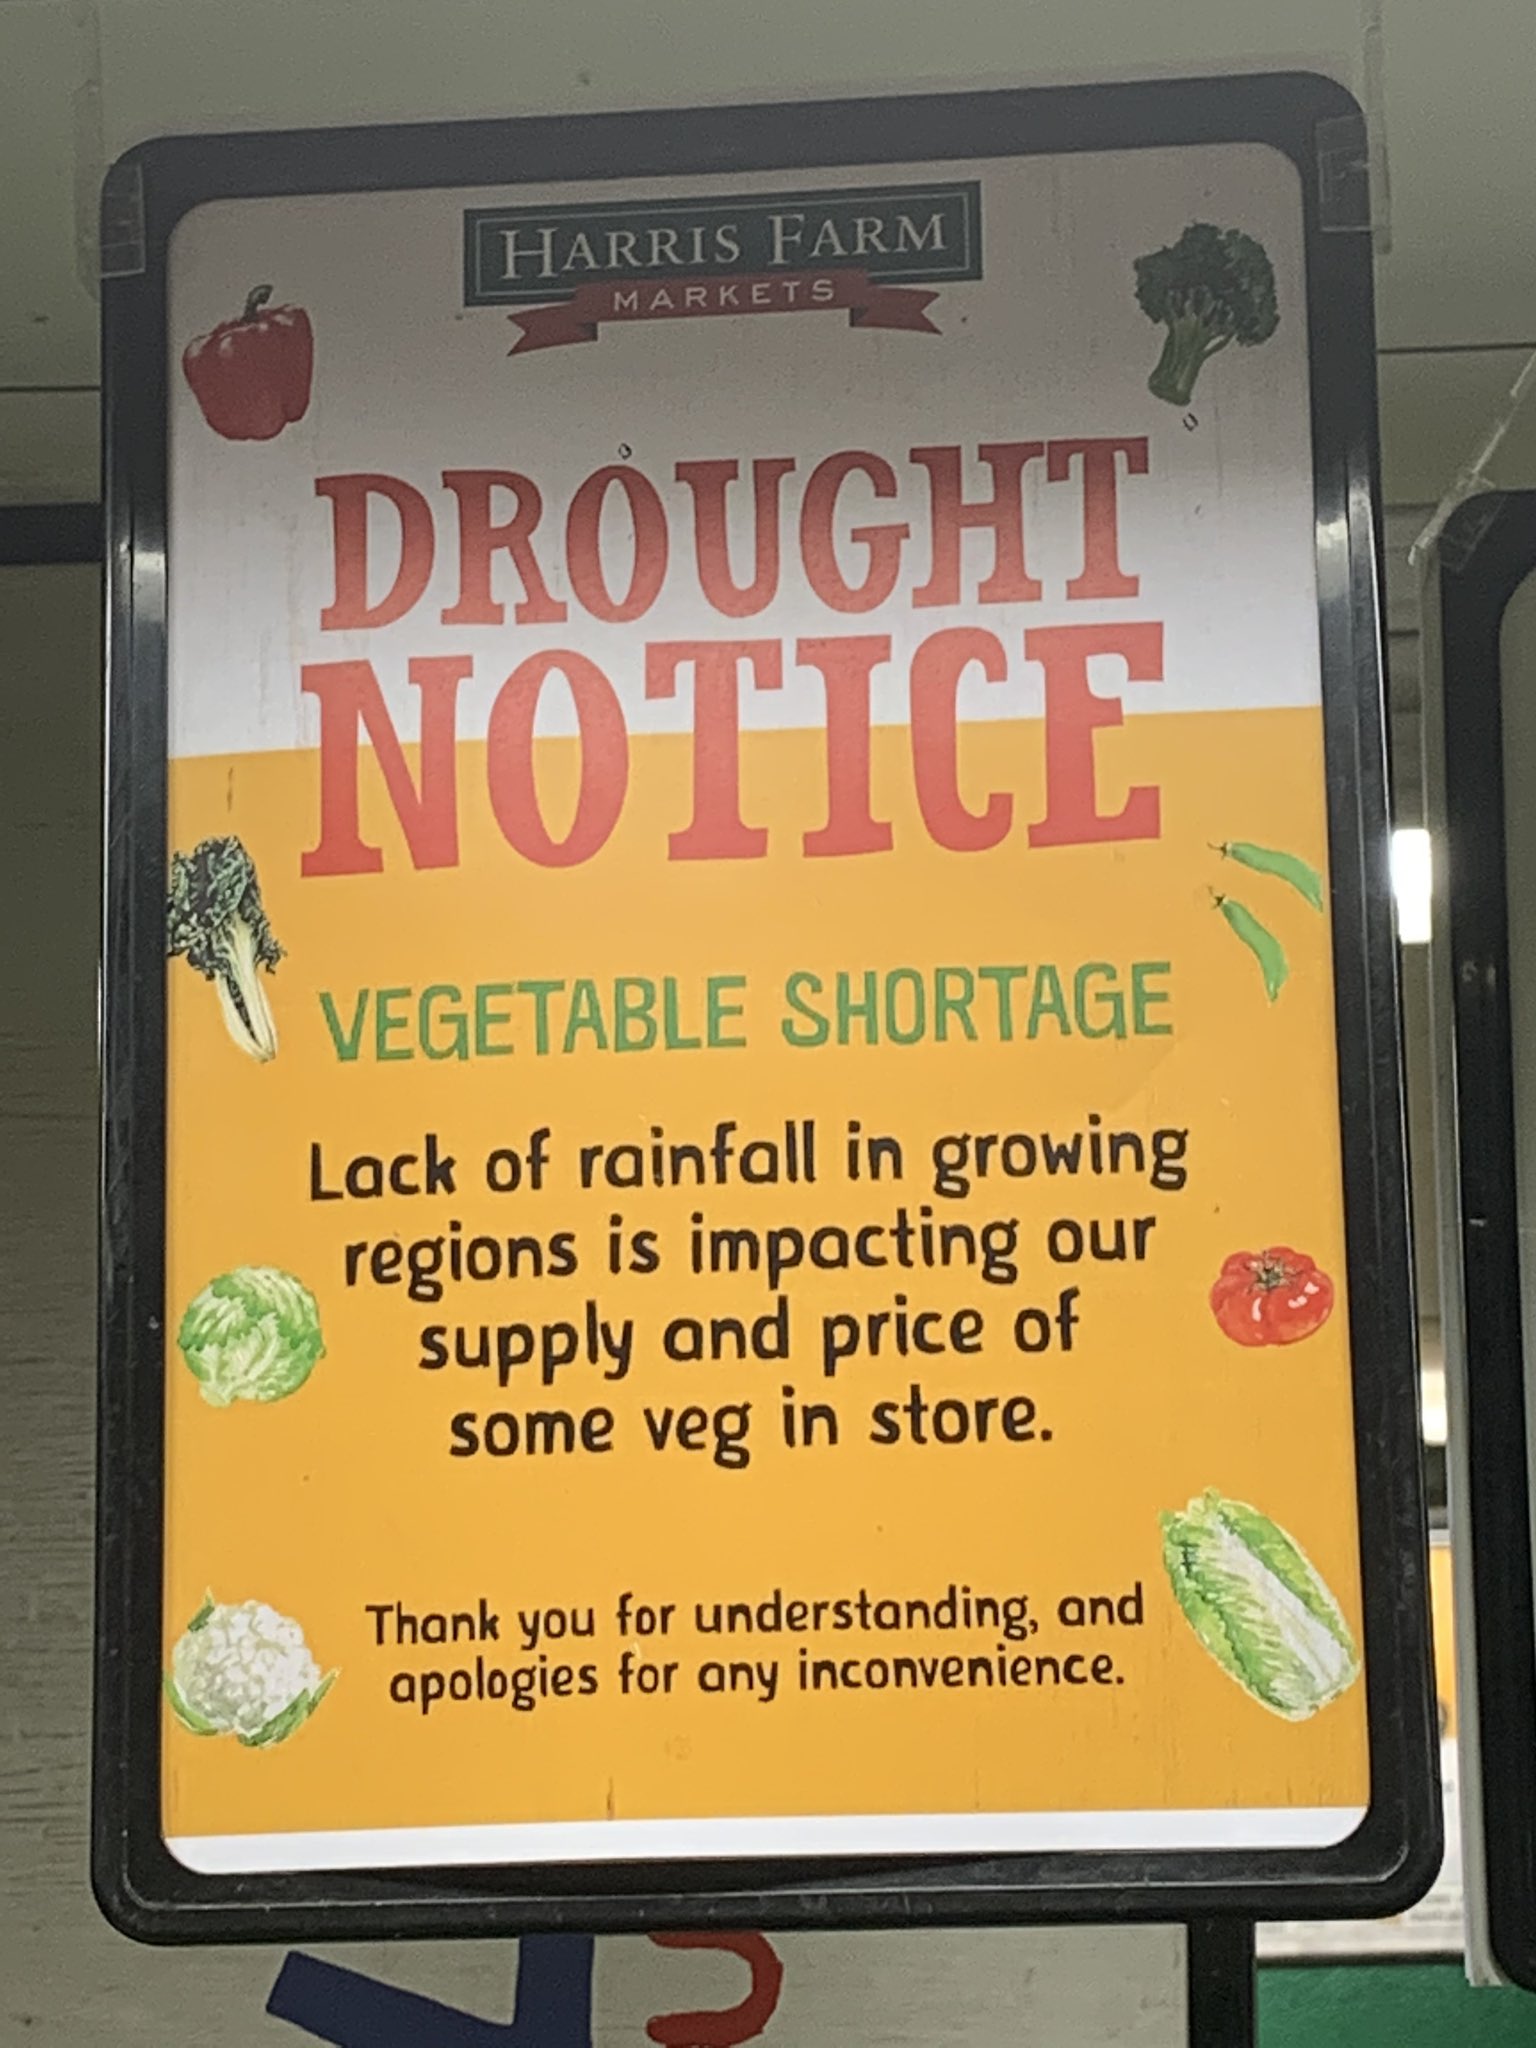 HARRIS FARM
MARKETS
DROUGHT
NOTICE
VEGETABLE SHORTAGE
Lack of rainfall in growing
regions is impacting our
supply and price of
some veg in store.
Thank you for understanding, and
apologies for any inconvenience.